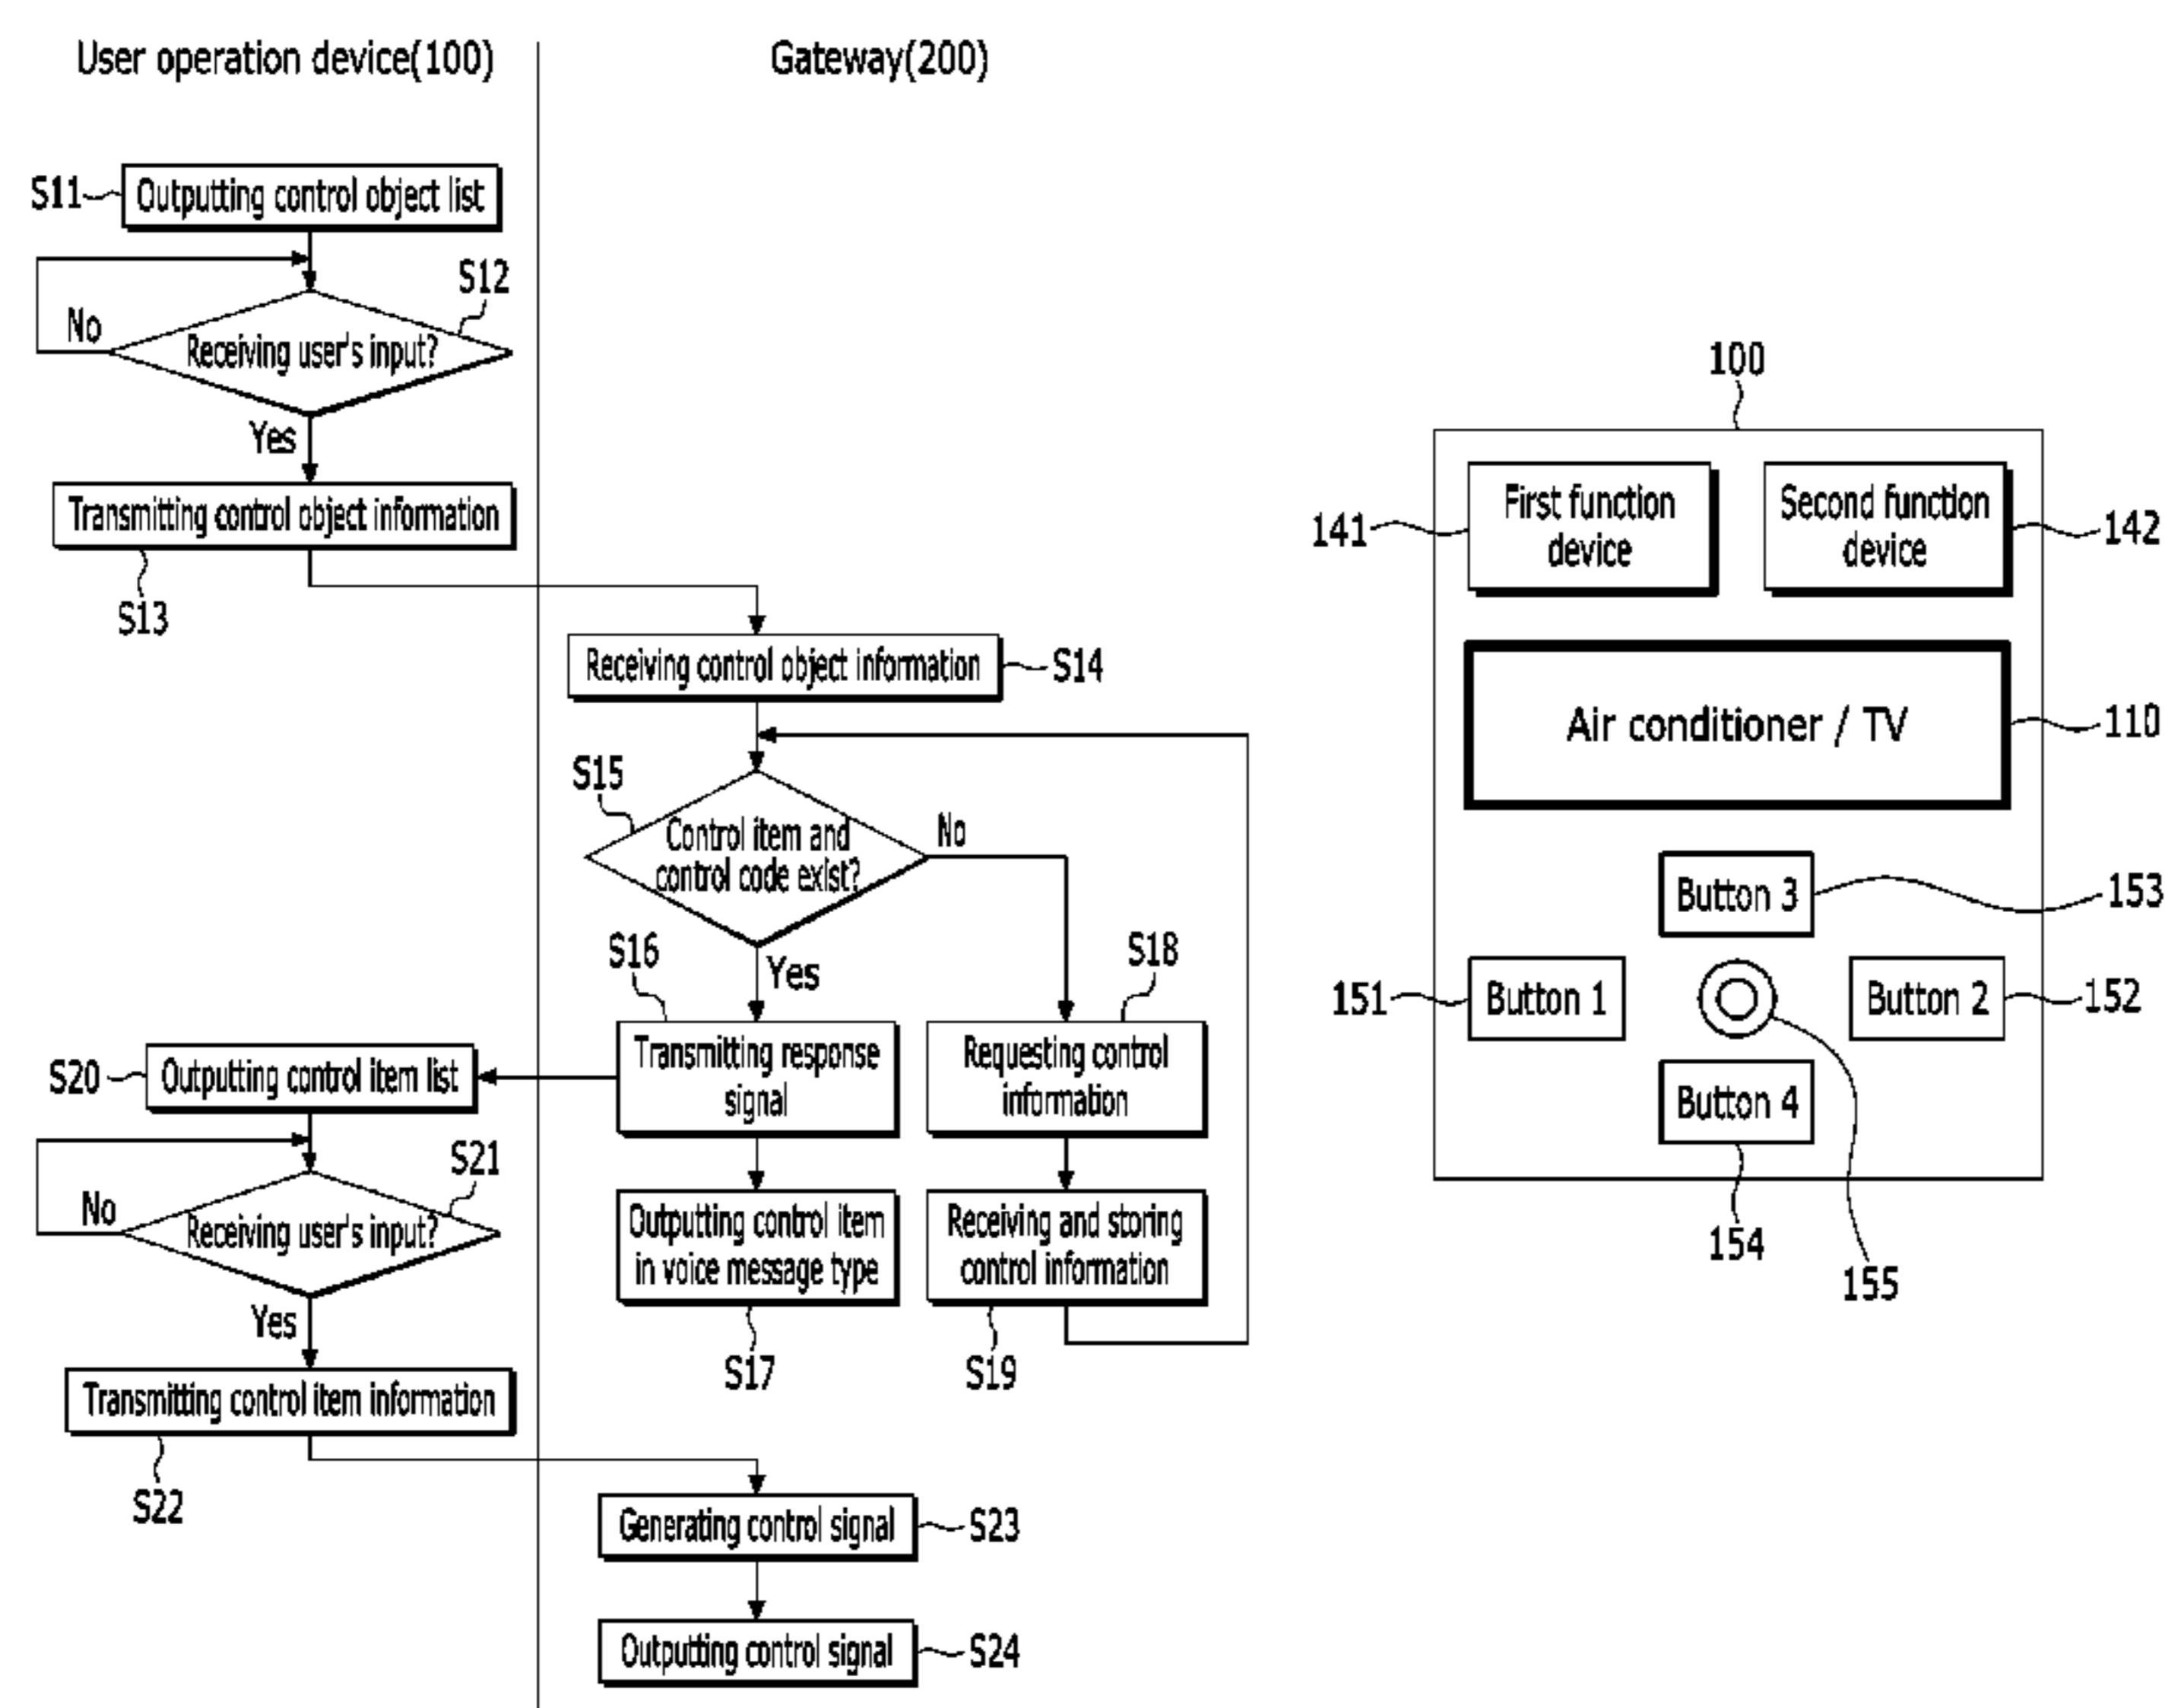 User operation device(100)
Gateway(200)
S11
Outputting control object list
S12
No
Receiving user's input?
Yes
Transmitting control object information
S13
Receiving control object information
S14
S15
Control item and
control code exist?
No
S16
Yes
S18
Transmitting response
signal
Requesting control
information
S20
Outputting control item list
S21
No
Receiving user's input?
Outputting control item
in voice message type
Receiving and storing
control information
Yes
S17
S19
Transmitting control item information
S22
Generating control signal
S23
Outputting control signal
S24
100
First function
device
Second function
device
141
142
Air conditioner / TV
110
Button 3
153
151
Button 1
Button 2
152
Button 4
154
155